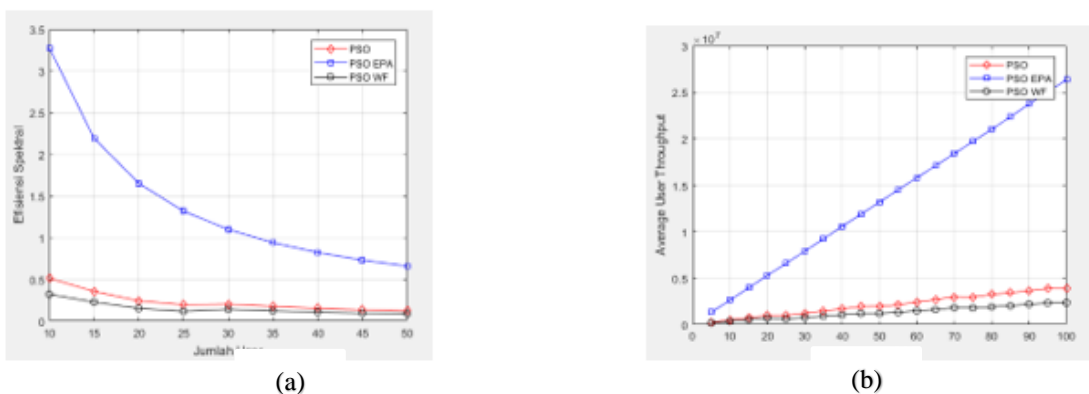 3.5
3
2.5
2
1.5
1
0.5
0
10 15 20 25 30 35 40 45 50
Efisiensi Spektral
Jumlah
PSO
PSO EPA
PSO WF
(a)
×10⁷
3
2.5
2
1.5
1
0.5
0
0 10 20 30 40 50 60 70 80 90 100
Average User Throughput
PSO
PSO EPA
PSO WF
(b)